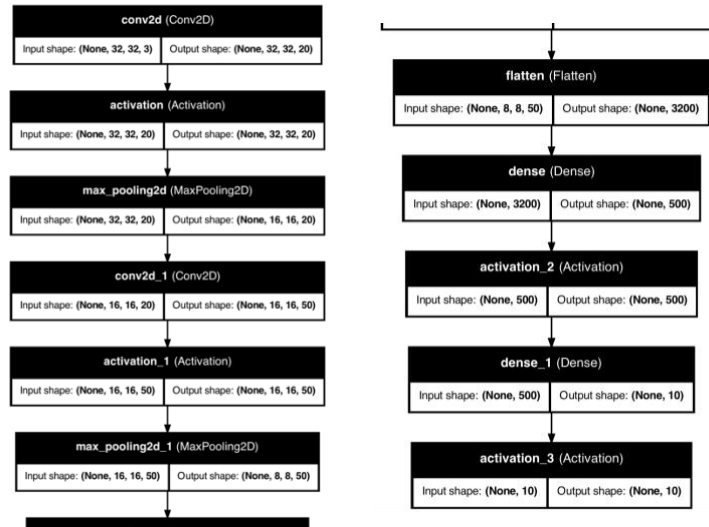 conv2d (Conv2D)
Input shape: (None, 32, 32, 3) Output shape: (None, 32, 32, 20)
activation (Activation)
Input shape: (None, 32, 32, 20) Output shape: (None, 32, 32, 20)
max_pooling2d (MaxPooling2D)
Input shape: (None, 32, 32, 20) Output shape: (None, 16, 16, 20)
conv2d_1 (Conv2D)
Input shape: (None, 16, 16, 20) Output shape: (None, 16, 16, 50)
activation_1 (Activation)
Input shape: (None, 16, 16, 50) Output shape: (None, 16, 16, 50)
max_pooling2d_1 (MaxPooling2D)
Input shape: (None, 16, 16, 50) Output shape: (None, 8, 8, 50)
flatten (Flatten)
Input shape: (None, 8, 8, 50) Output shape: (None, 3200)
dense (Dense)
Input shape: (None, 3200) Output shape: (None, 500)
activation_2 (Activation)
Input shape: (None, 500) Output shape: (None, 500)
dense_1 (Dense)
Input shape: (None, 500) Output shape: (None, 10)
activation_3 (Activation)
Input shape: (None, 10) Output shape: (None, 10)